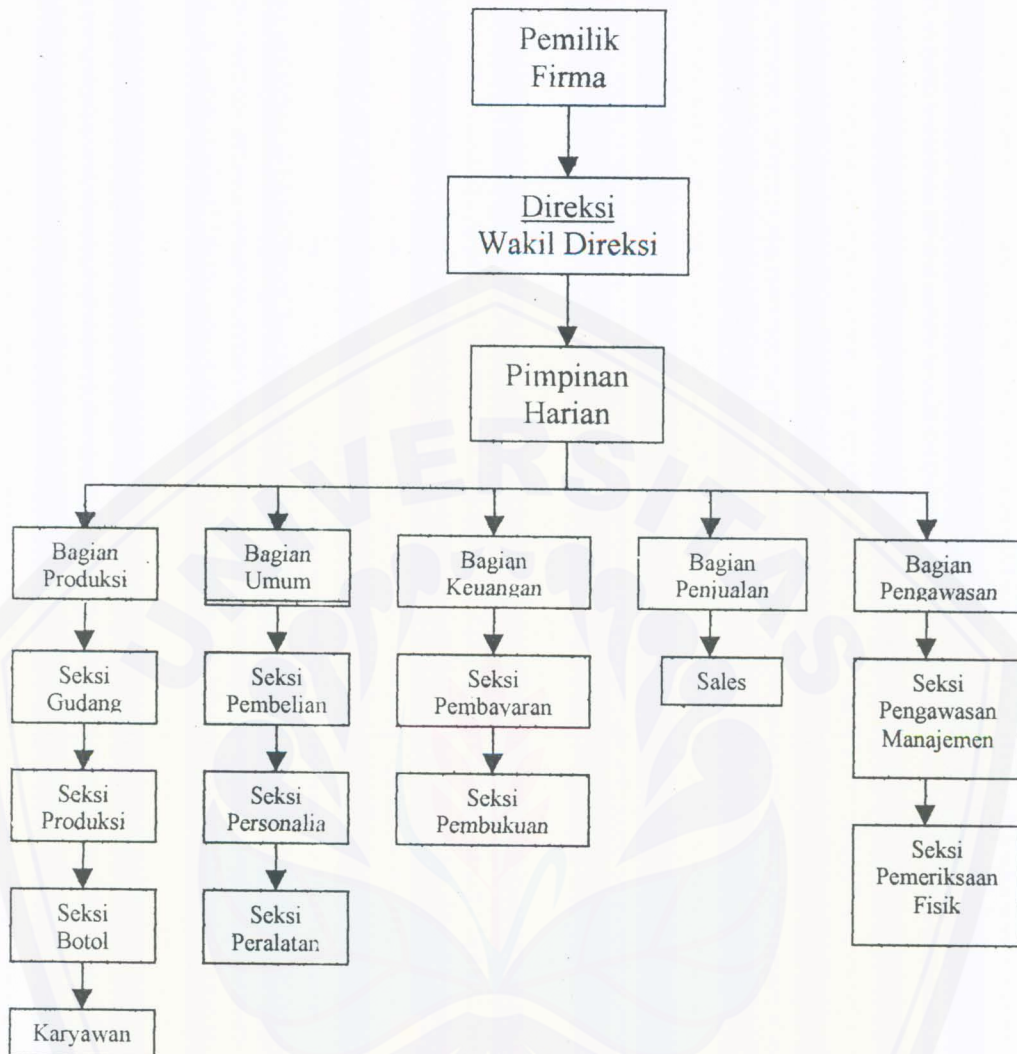 Pemilik
Firma
Direksi
Wakil Direksi
Pimpinan
Harian
Bagian
Produksi
Seksi
Gudang
Seksi
Produksi
Seksi
Botol
Karyawan
Bagian
Umum
Seksi
Pembelian
Seksi
Personalia
Seksi
Peralatan
Bagian
Keuangan
Seksi
Pembayaran
Seksi
Pembukuan
Bagian
Penjualan
Sales
Bagian
Pengawasan
Seksi
Pengawasan
Manajemen
Seksi
Pemeriksaan
Fisik
UNIVERSITAS